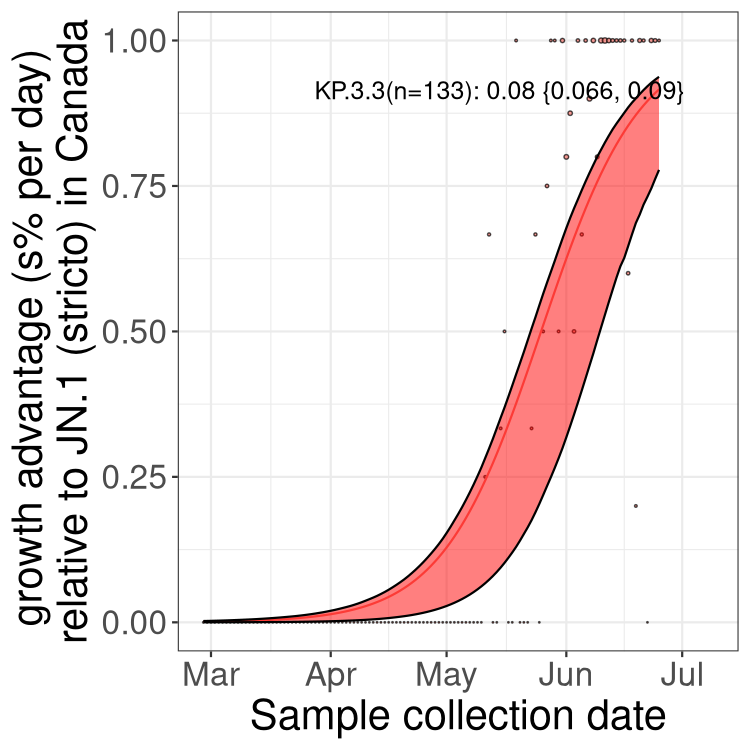 growth advantage (s% per day)
relative to JN.1 (stricto) in Canada
1.00
0.75
0.50
0.25
0.00
KP.3.3(n=133): 0.08 {0.066, 0.09}
Mar Apr May Jun Jul
Sample collection date